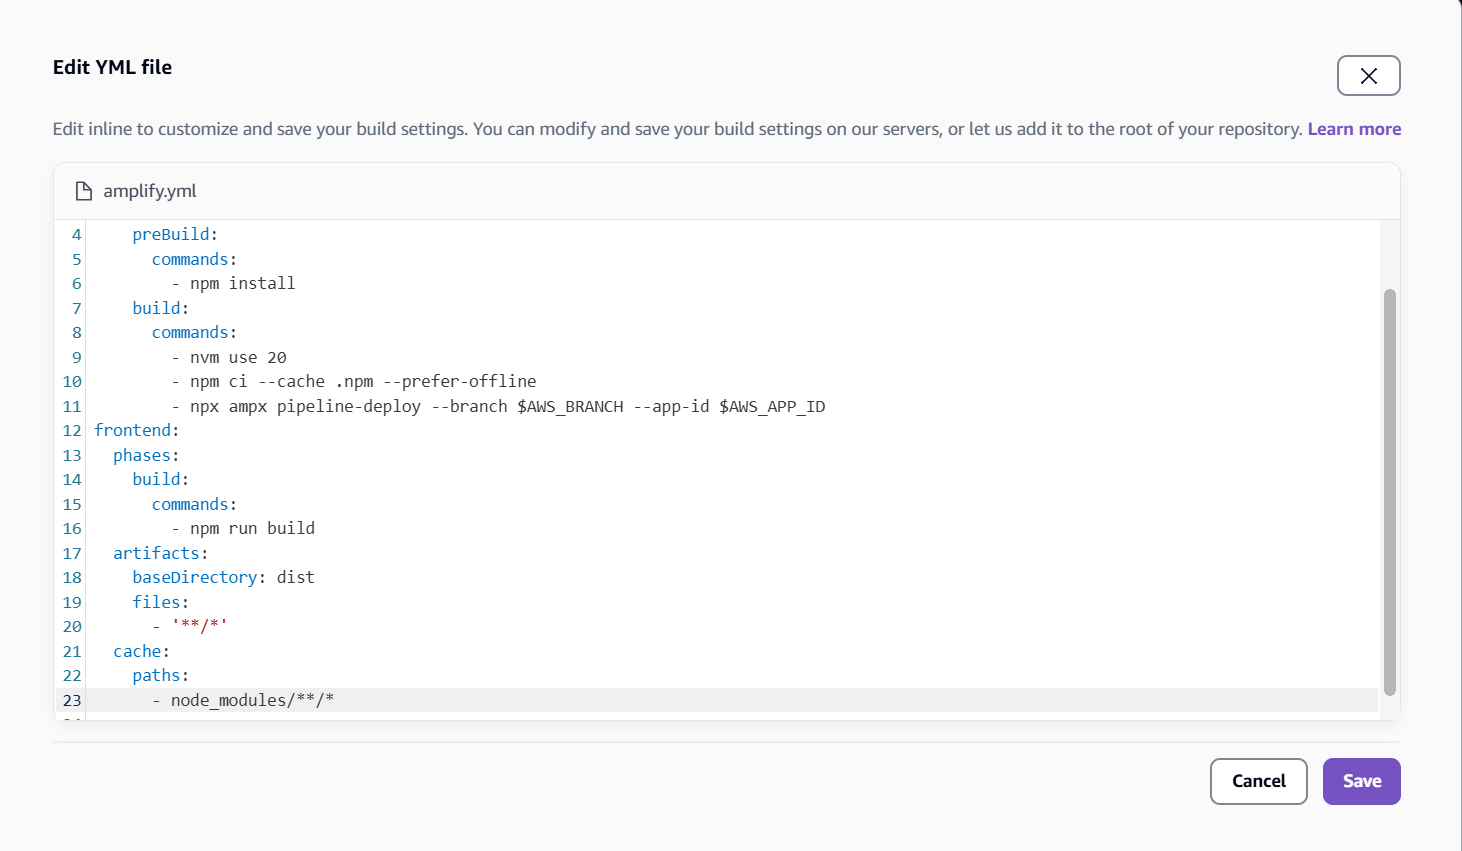 Edit YML file
Edit inline to customize and save your build settings. You can modify and save your build settings on our servers, or let us add it to the root of your repository. Learn more
amplify.yml
4     preBuild:
5       commands:
6         - npm install
7     build:
8       commands:
9         - nvm use 20
10         - npm ci --cache .npm --prefer-offline
11         - npx ampx pipeline-deploy --branch $AWS_BRANCH --app-id $AWS_APP_ID
12 frontend:
13   phases:
14     build:
15       commands:
16         - npm run build
17   artifacts:
18     baseDirectory: dist
19     files:
20       - '**/*'
21   cache:
22     paths:
23       - node_modules/**/*
Cancel
Save